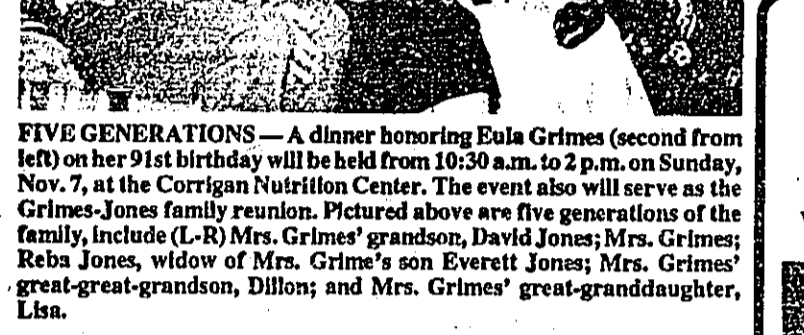 FIVE GENERATIONS — A dinner honoring Eula Grimes (second from
left) on her 91st birthday will be held from 10:30 a.m. to 2 p.m. on Sunday,
Nov. 7, at the Corrigan Nutrition Center. The event also will serve as the
Grimes-Jones family reunion. Pictured above are five generations of the
family, include (L-R) Mrs. Grimes' grandson, David Jones; Mrs. Grimes;
Reba Jones, widow of Mrs. Grime's son Everett Jones; Mrs. Grimes'
great-great-grandson, Dillon; and Mrs. Grimes' great-granddaughter,
Lisa.